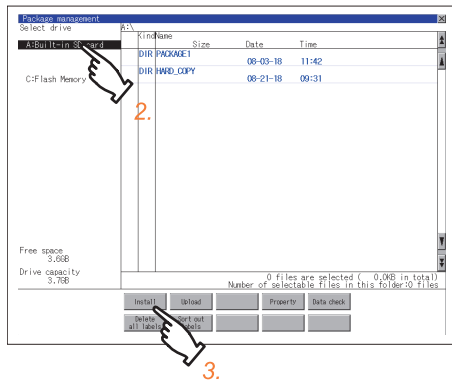 Package management
Select drive A:\
Kind Name
Size Date Time
A:Built-in SD card
DIR PACKAGE1
08-03-18 11:42
DIR HARD_COPY
C:Flash Memory 08-21-18 09:31
2.
Free space
3.6GB
Drive capacity
3.7GB
0 files are selected ( 0.0KB in total)
Number of selectable files in this folder:0 files
Install Upload Property Data check
Delete all labels Sort out labels
3.